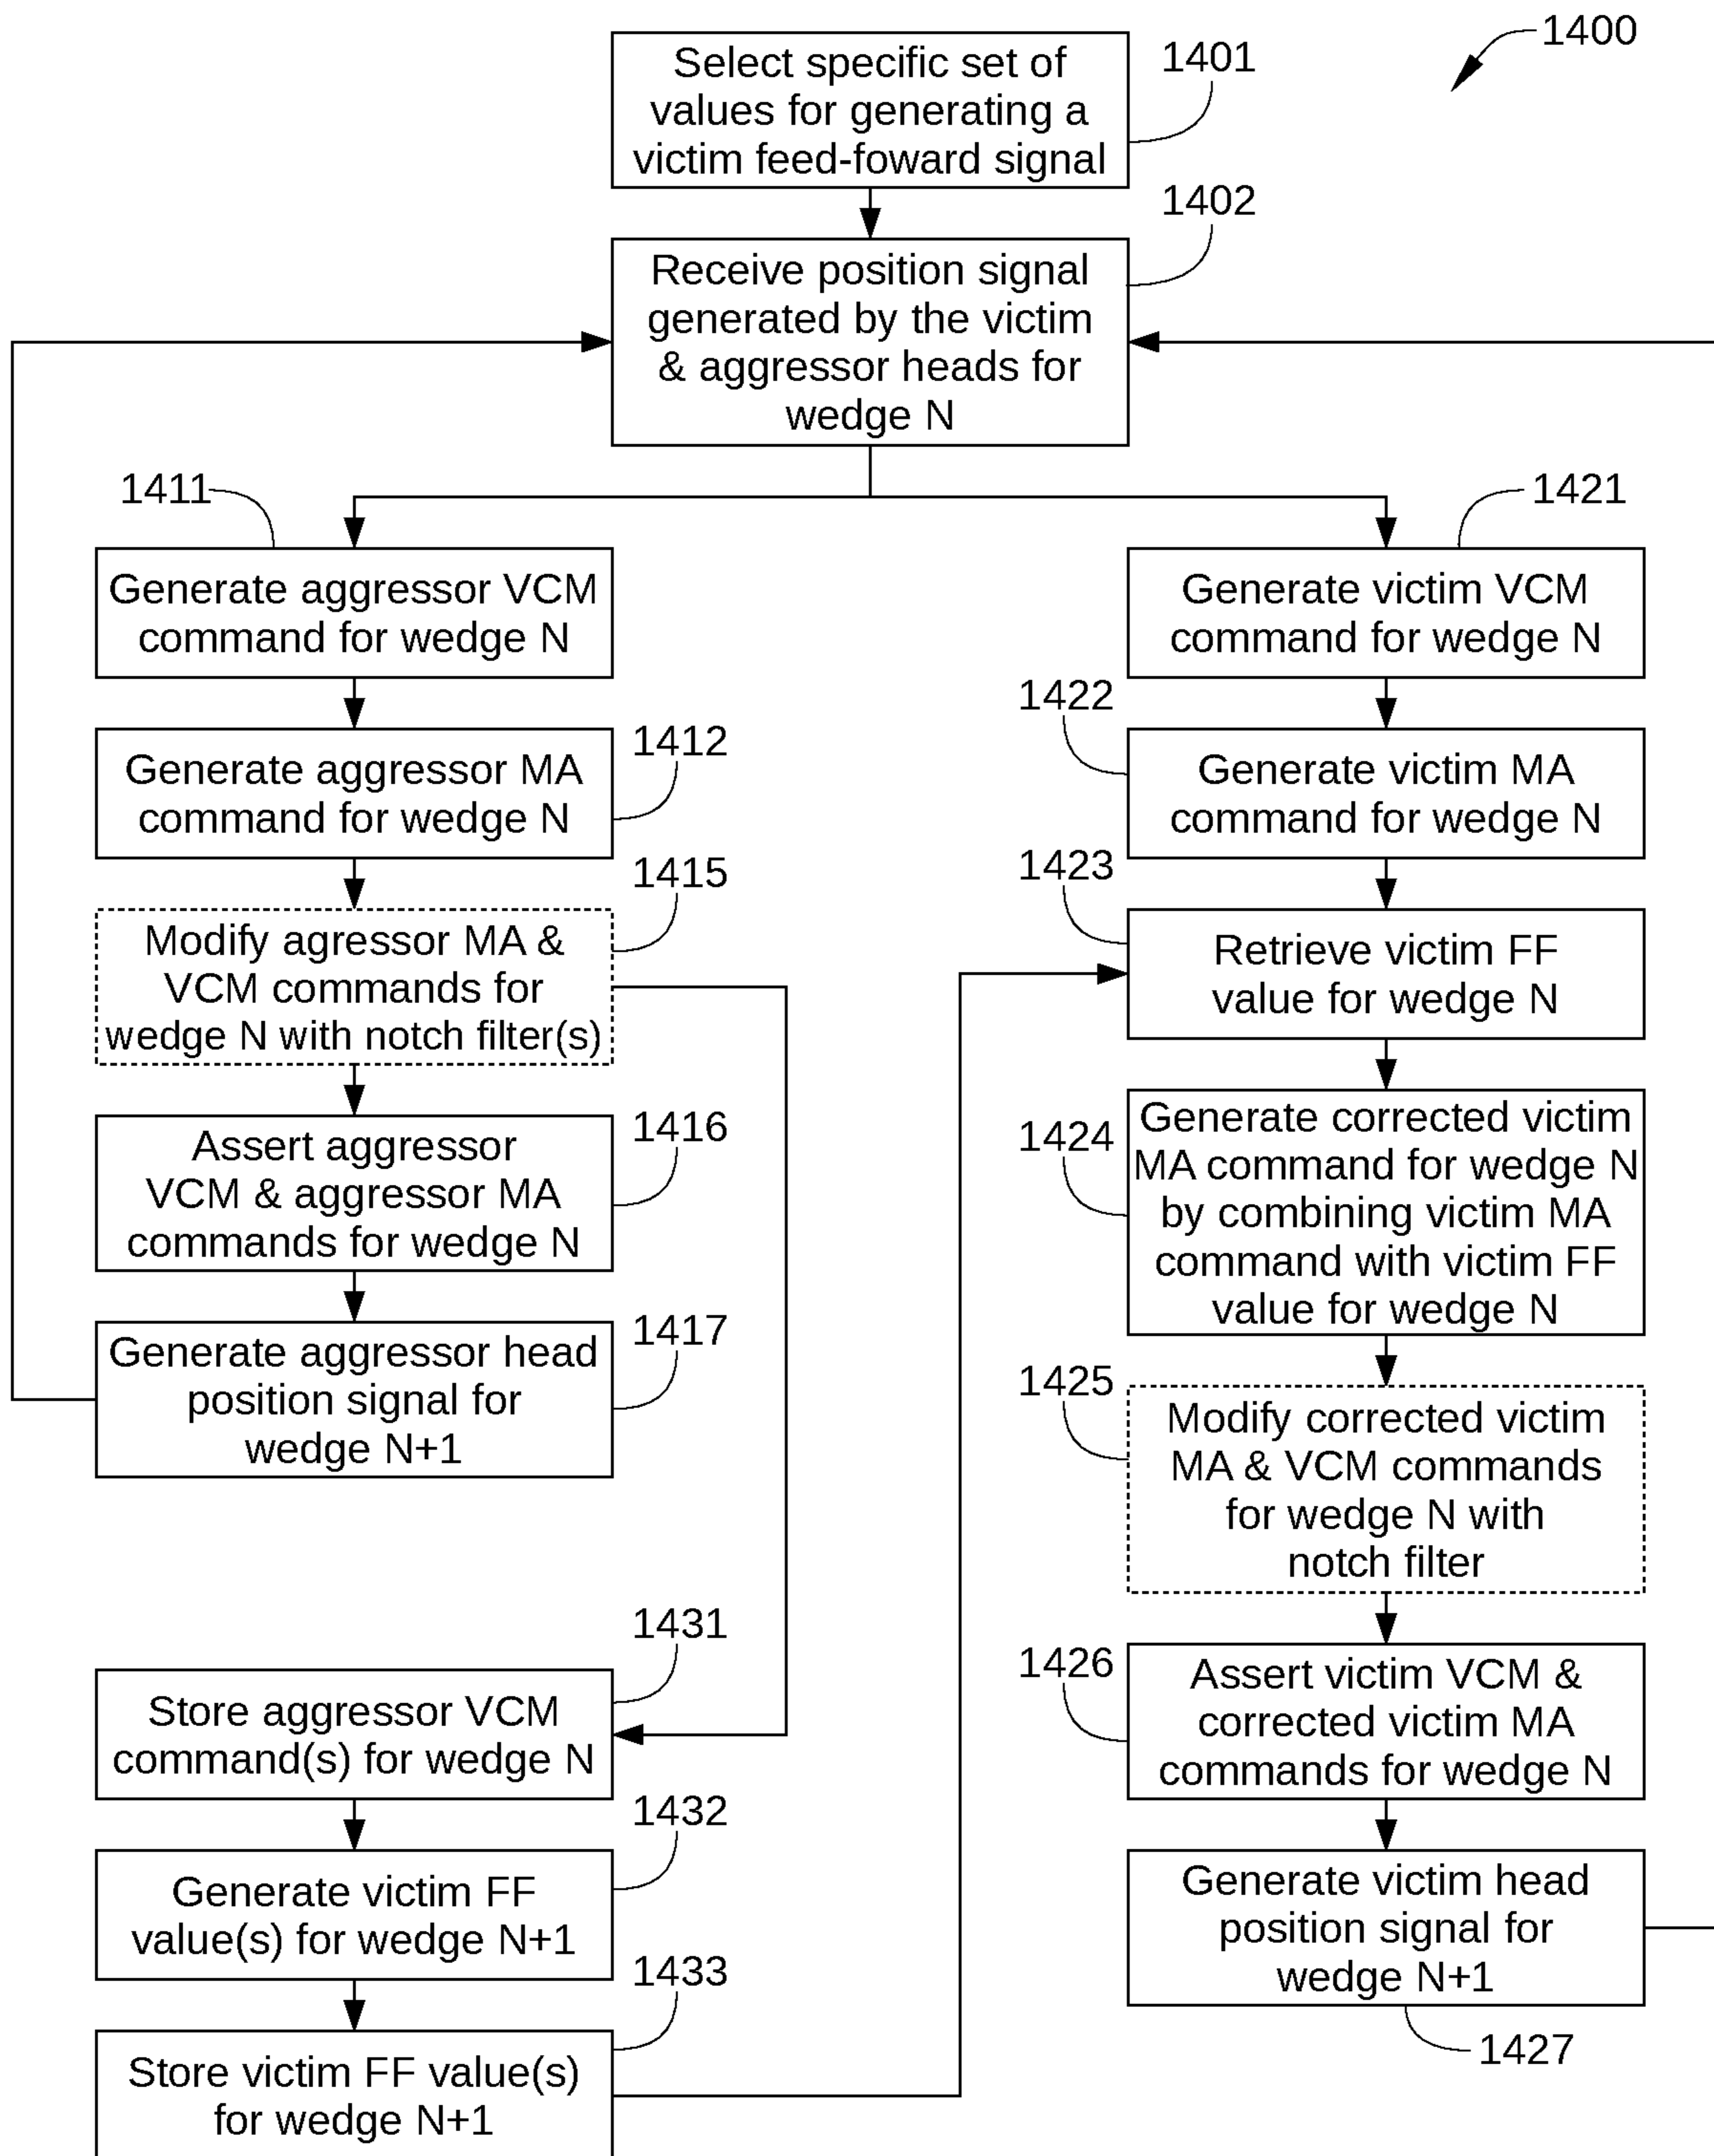 1400
Select specific set of
values for generating a
victim feed-foward signal
1401
Receive position signal
generated by the victim
& aggressor heads for
wedge N
1402
1411
Generate aggressor VCM
command for wedge N
Generate aggressor MA
command for wedge N
1412
Modify agressor MA &
VCM commands for
wedge N with notch filter(s)
1415
Assert aggressor
VCM & aggressor MA
commands for wedge N
1416
Generate aggressor head
position signal for
wedge N+1
1417
Store aggressor VCM
command(s) for wedge N
1431
Generate victim FF
value(s) for wedge N+1
1432
Store victim FF value(s)
for wedge N+1
1433
1421
Generate victim VCM
command for wedge N
1422
Generate victim MA
command for wedge N
1423
Retrieve victim FF
value for wedge N
1424
Generate corrected victim
MA command for wedge N
by combining victim MA
command with victim FF
value for wedge N
1425
Modify corrected victim
MA & VCM commands
for wedge N with
notch filter
1426
Assert victim VCM &
corrected victim MA
commands for wedge N
Generate victim head
position signal for
wedge N+1
1427